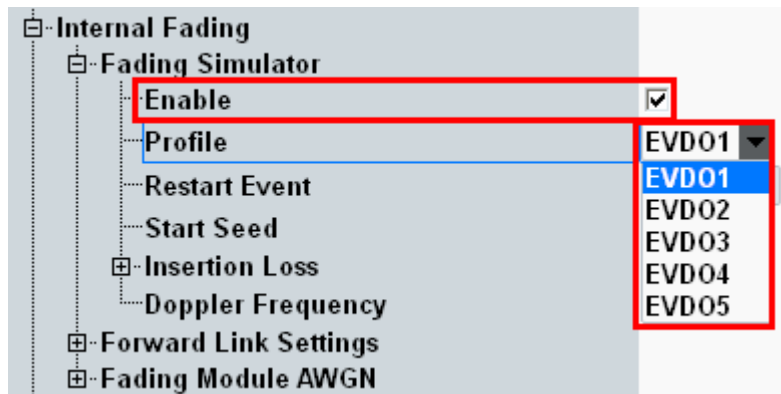 Internal Fading
Fading Simulator
Enable
Profile EVDO1
Restart Event EVDO1
EVDO2
Start Seed EVDO3
Insertion Loss EVDO4
Doppler Frequency EVDO5
Forward Link Settings
Fading Module AWGN